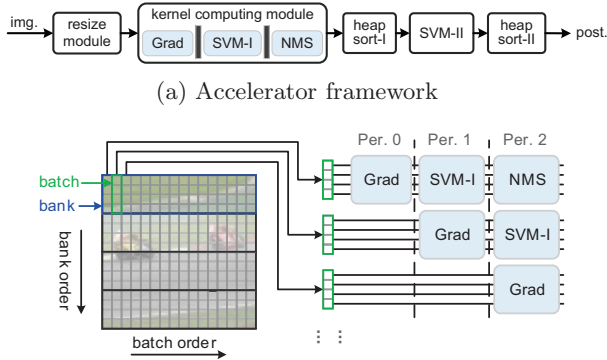 img.
resize module
kernel computing module
Grad
SVM-I
NMS
heap sort-I
SVM-II
heap sort-II
post.
(a) Accelerator framework
Per. 0
Per. 1
Per. 2
batch
bank
bank order
batch order
Grad
SVM-I
NMS
Grad
SVM-I
Grad